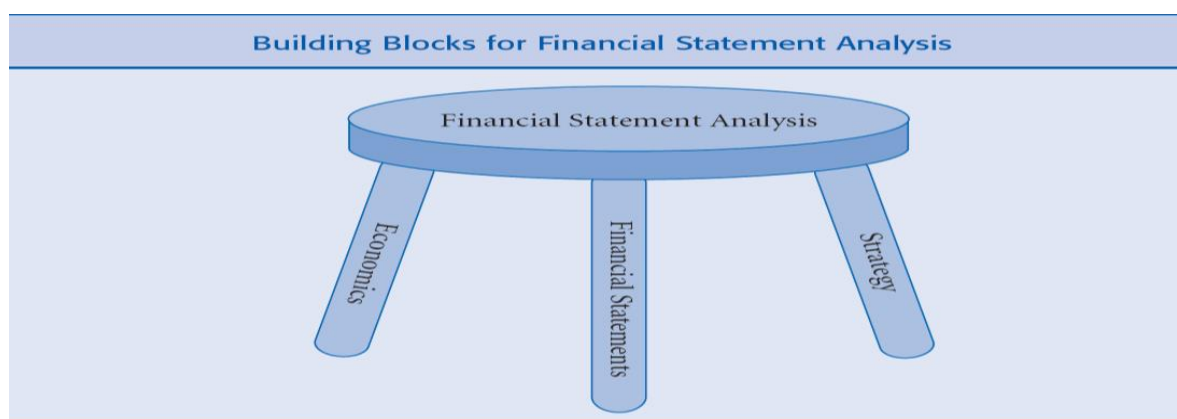 Building Blocks for Financial Statement Analysis
Financial Statement Analysis
Economics
Financial Statements
Strategy